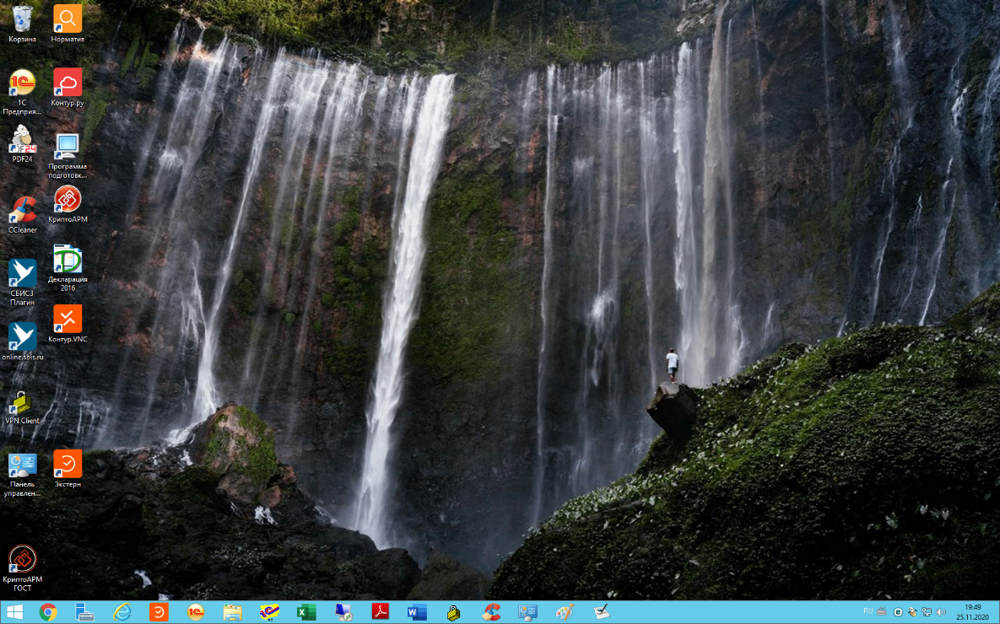 Корзина
Норматив
1С
Предприя...
Контур.ру
PDF24
Программа
подготовк...
CCleaner
КриптоАРМ
Декларация
2016
СБИС3
Плагин
Контур.VNC
online.sbis.ru
VPN Client
Панель
управлен...
Экстерн
КриптоАРМ
ГОСТ
RU
19:49
25.11.2020